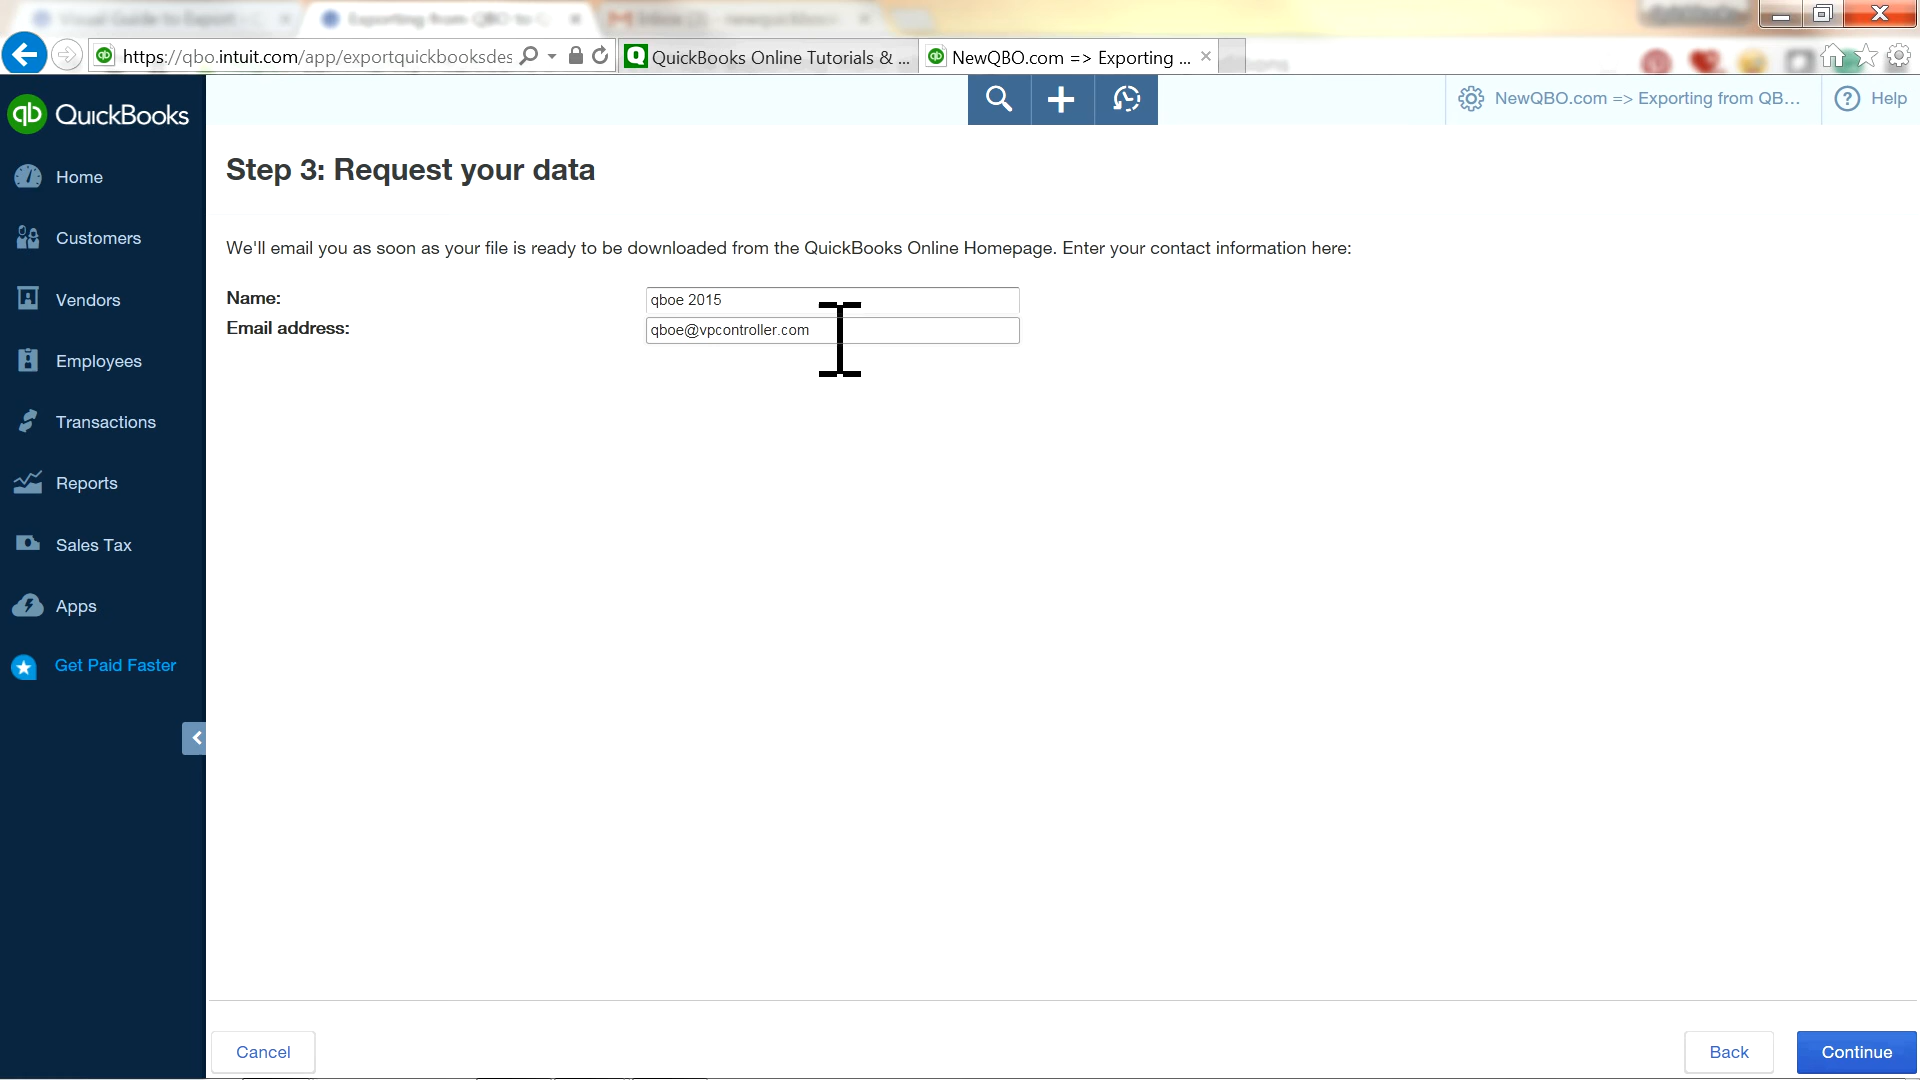 https://qbo.intuit.com/app/exportquickbooksdes
QuickBooks Online Tutorials & ...
NewQBO.com => Exporting ...
qb QuickBooks
NewQBO.com => Exporting from QB...
Help
Home
Customers
Vendors
Employees
Transactions
Reports
Sales Tax
Apps
Get Paid Faster
Step 3: Request your data
We'll email you as soon as your file is ready to be downloaded from the QuickBooks Online Homepage. Enter your contact information here:
Name:
qboe 2015
Email address:
qboe@vpcontroller.com
Cancel
Back
Continue